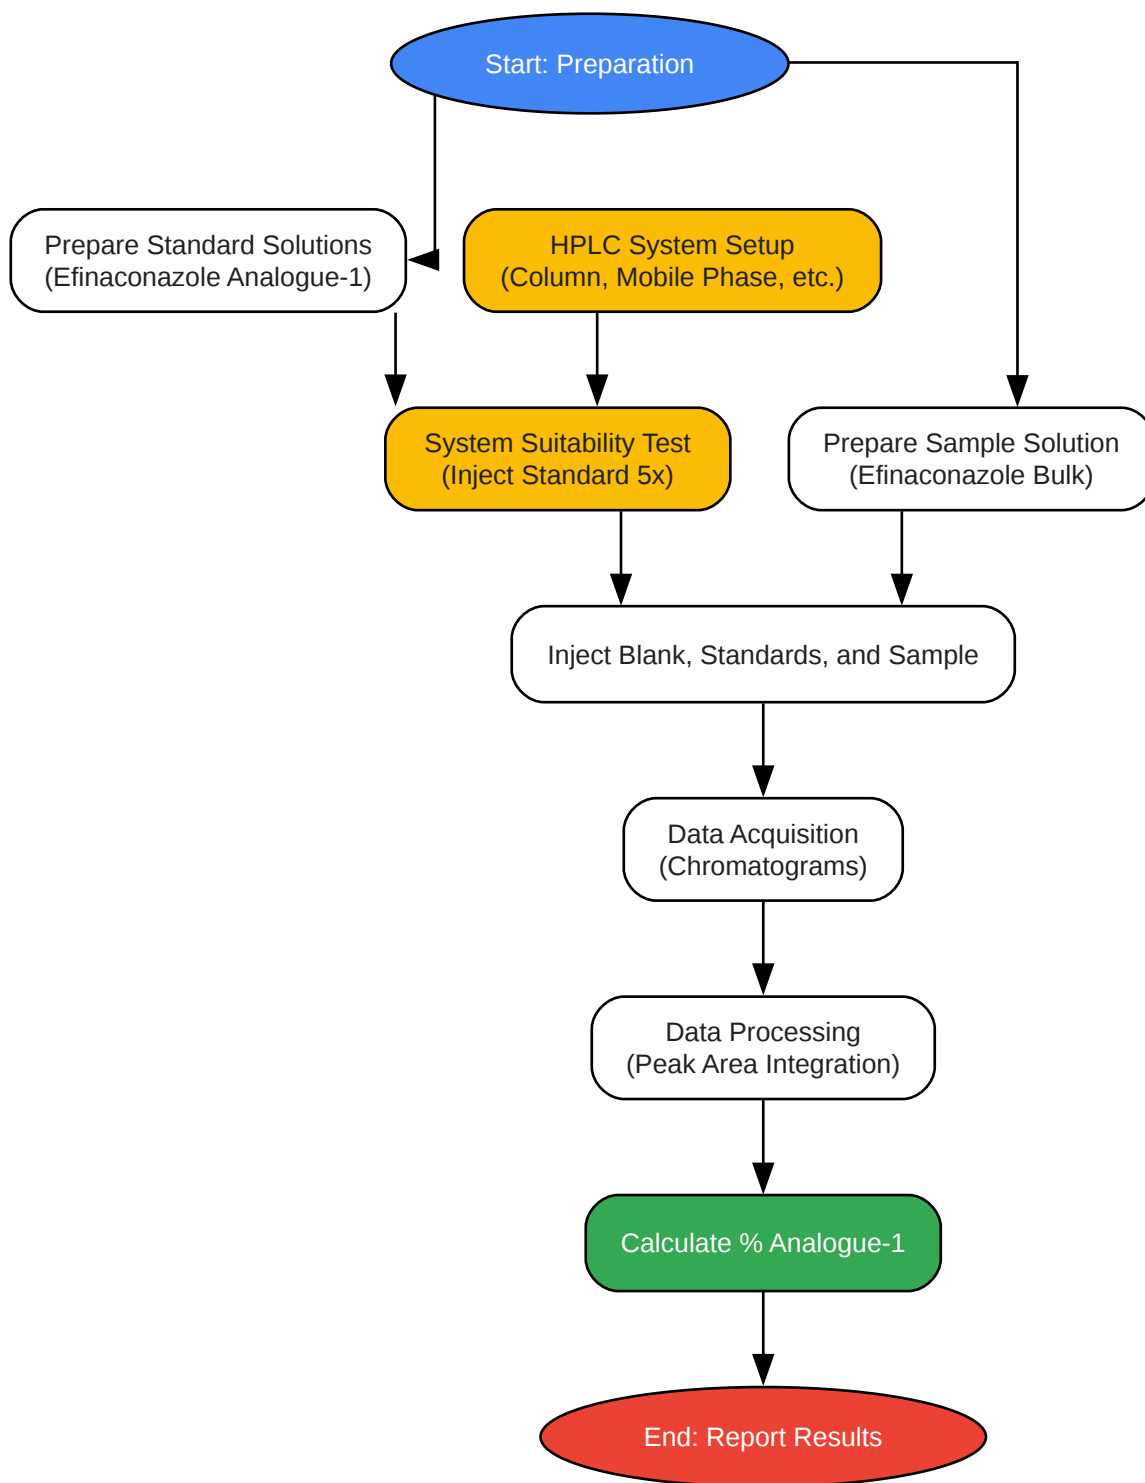 Start: Preparation
Prepare Standard Solutions
(Efinaconazole Analogue-1)
HPLC System Setup
(Column, Mobile Phase, etc.)
System Suitability Test
(Inject Standard 5x)
Prepare Sample Solution
(Efinaconazole Bulk)
Inject Blank, Standards, and Sample
Data Acquisition
(Chromatograms)
Data Processing
(Peak Area Integration)
Calculate % Analogue-1
End: Report Results